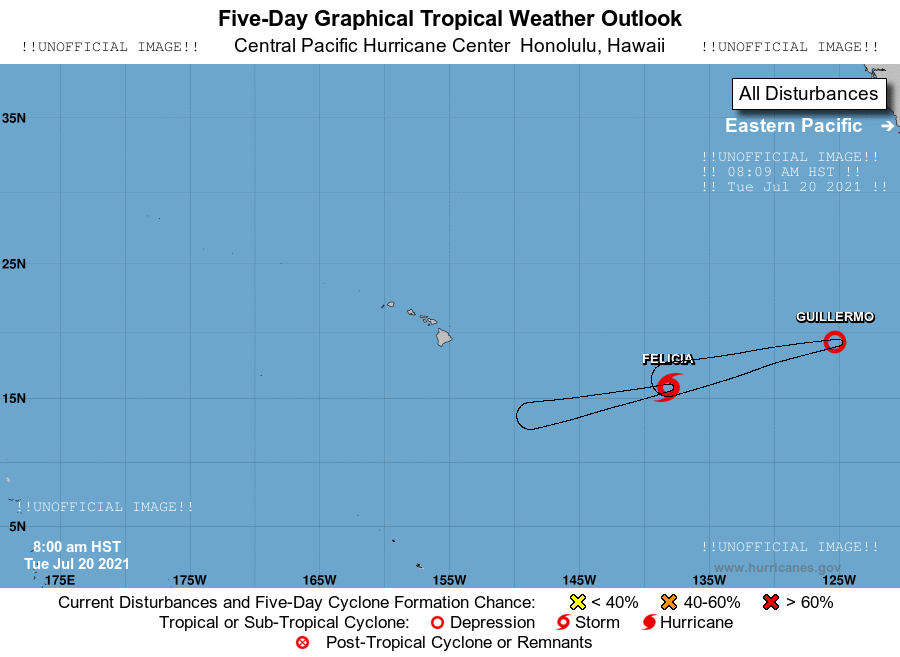 Five-Day Graphical Tropical Weather Outlook
!!UNOFFICIAL IMAGE!! Central Pacific Hurricane Center Honolulu, Hawaii !!UNOFFICIAL IMAGE!!
All Disturbances
35N
Eastern Pacific ➔
!!UNOFFICIAL IMAGE!!
!! 08:09 AM HST !!
!! Tue Jul 20 2021 !!
25N
GUILLERMO
FELICIA
15N
!!UNOFFICIAL IMAGE!!
5N
8:00 am HST
Tue Jul 20 2021
!!UNOFFICIAL IMAGE!!
www.hurricanes.gov
175E 175W 165W 155W 145W 135W 125W
Current Disturbances and Five-Day Cyclone Formation Chance: < 40% 40-60% > 60%
Tropical or Sub-Tropical Cyclone: Depression Storm Hurricane
Post-Tropical Cyclone or Remnants